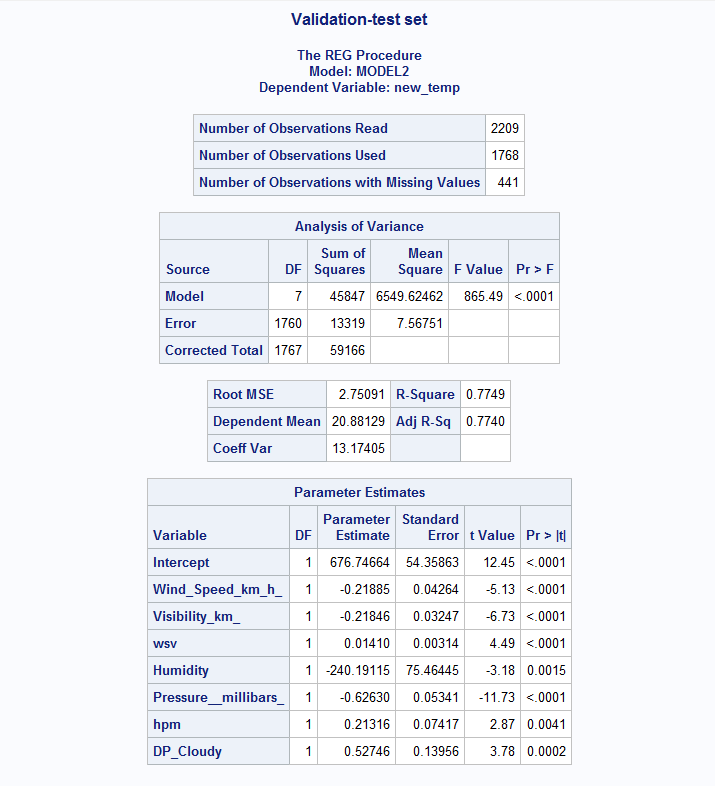 Validation-test set
The REG Procedure
Model: MODEL2
Dependent Variable: new_temp
Number of Observations Read 2209
Number of Observations Used 1768
Number of Observations with Missing Values 441
Analysis of Variance
Source DF Sum of Squares Mean Square F Value Pr > F
Model 7 45847 6549.62462 865.49 <.0001
Error 1760 13319 7.56751
Corrected Total 1767 59166
Root MSE 2.75091 R-Square 0.7749
Dependent Mean 20.88129 Adj R-Sq 0.7740
Coeff Var 13.17405
Parameter Estimates
Variable DF Parameter Estimate Standard Error t Value Pr > |t|
Intercept 1 676.74664 54.35863 12.45 <.0001
Wind_Speed_km_h_ 1 -0.21885 0.04264 -5.13 <.0001
Visibility_km_ 1 -0.21846 0.03247 -6.73 <.0001
wsv 1 0.01410 0.00314 4.49 <.0001
Humidity 1 -240.19115 75.46445 -3.18 0.0015
Pressure__millibars_ 1 -0.62630 0.05341 -11.73 <.0001
hpm 1 0.21316 0.07417 2.87 0.0041
DP_Cloudy 1 0.52746 0.13956 3.78 0.0002